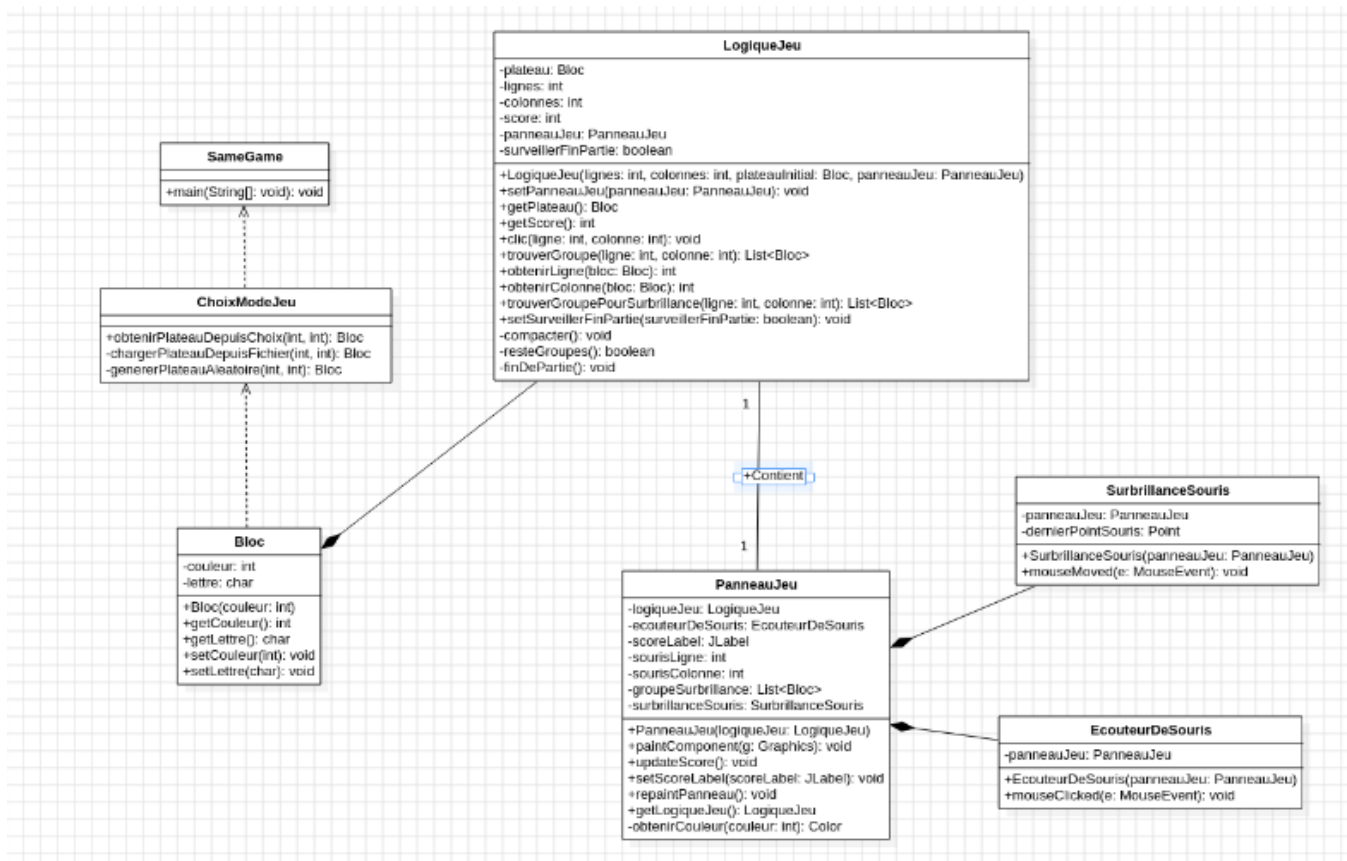 LogiqueJeu
-plateau: Bloc
-lignes: int
-colonnes: int
-score: int
-panneauJeu: PanneauJeu
-surveillerFinPartie: boolean
+LogiqueJeu(lignes: int, colonnes: int, plateauInitial: Bloc, panneauJeu: PanneauJeu)
+setPanneauJeu(panneauJeu: PanneauJeu): void
+getPlateau(): Bloc
+getScore(): int
+clic(ligne: int, colonne: int): void
+trouverGroupe(ligne: int, colonne: int): List<Bloc>
+obtenirLigne(bloc: Bloc): int
+obtenirColonne(bloc: Bloc): int
+trouverGroupePourSurbrillance(ligne: int, colonne: int): List<Bloc>
+setSurveillerFinPartie(surveillerFinPartie: boolean): void
-compacter(): void
-resteGroupes(): boolean
-finDePartie(): void
SameGame
+main(String[]: void): void
ChoixModeJeu
+obtenirPlateauDepuisChoix(int, int): Bloc
-chargerPlateauDepuisFichier(int, int): Bloc
-genererPlateauAleatoire(int, int): Bloc
1
+Contient
1
Bloc
-couleur: int
-lettre: char
+Bloc(couleur: int)
+getCouleur(): int
+getLettre(): char
+setCouleur(int): void
+setLettre(char): void
PanneauJeu
-logiqueJeu: LogiqueJeu
-ecouteurDeSouris: EcouteurDeSouris
-scoreLabel: JLabel
-sourisLigne: int
-sourisColonne: int
-groupeSurbrillance: List<Bloc>
-surbrillanceSouris: SurbrillanceSouris
+PanneauJeu(logiqueJeu: LogiqueJeu)
+paintComponent(g: Graphics): void
+updateScore(): void
+setScoreLabel(scoreLabel: JLabel): void
+repaintPanneau(): void
+getLogiqueJeu(): LogiqueJeu
-obtenirCouleur(couleur: int): Color
SurbrillanceSouris
-panneauJeu: PanneauJeu
-dernierPointSouris: Point
+SurbrillanceSouris(panneauJeu: PanneauJeu)
+mouseMoved(e: MouseEvent): void
EcouteurDeSouris
-panneauJeu: PanneauJeu
+EcouteurDeSouris(panneauJeu: PanneauJeu)
+mouseClicked(e: MouseEvent): void